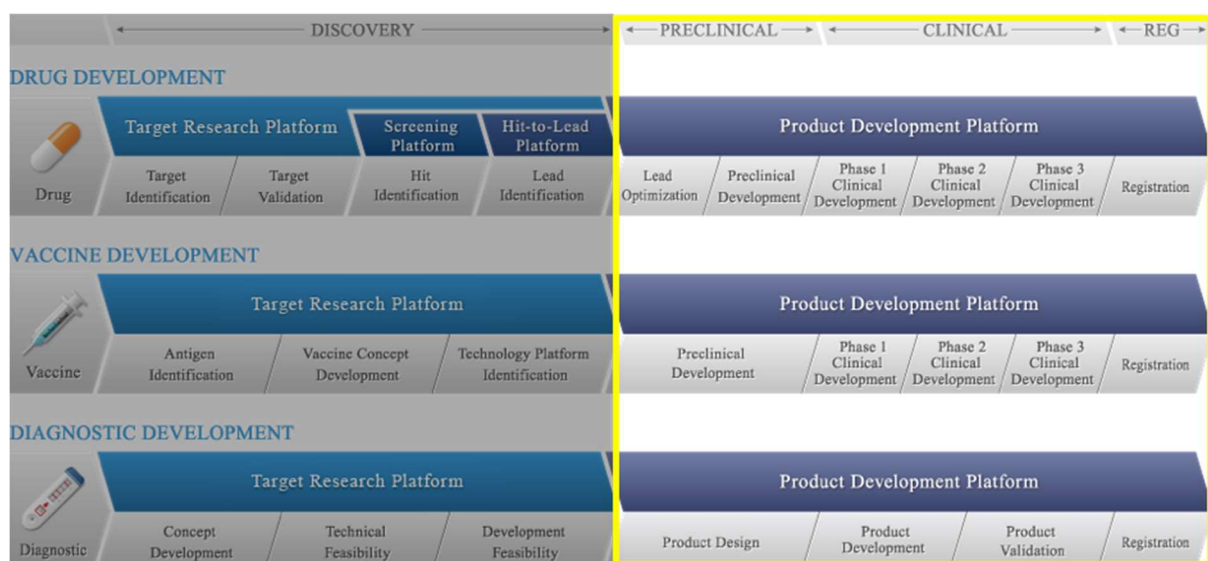 DISCOVERY PRECLINICAL CLINICAL REG
DRUG DEVELOPMENT
Drug
Target Research Platform
Screening
Platform
Hit-to-Lead
Platform
Product Development Platform
Target
Identification
Target
Validation
Hit
Identification
Lead
Identification
Lead
Optimization
Preclinical
Development
Phase 1
Clinical
Development
Phase 2
Clinical
Development
Phase 3
Clinical
Development
Registration
VACCINE DEVELOPMENT
Vaccine
Target Research Platform
Product Development Platform
Antigen
Identification
Vaccine Concept
Development
Technology Platform
Identification
Preclinical
Development
Phase 1
Clinical
Development
Phase 2
Clinical
Development
Phase 3
Clinical
Development
Registration
DIAGNOSTIC DEVELOPMENT
Diagnostic
Target Research Platform
Product Development Platform
Concept
Development
Technical
Feasibility
Development
Feasibility
Product Design
Product
Development
Product
Validation
Registration